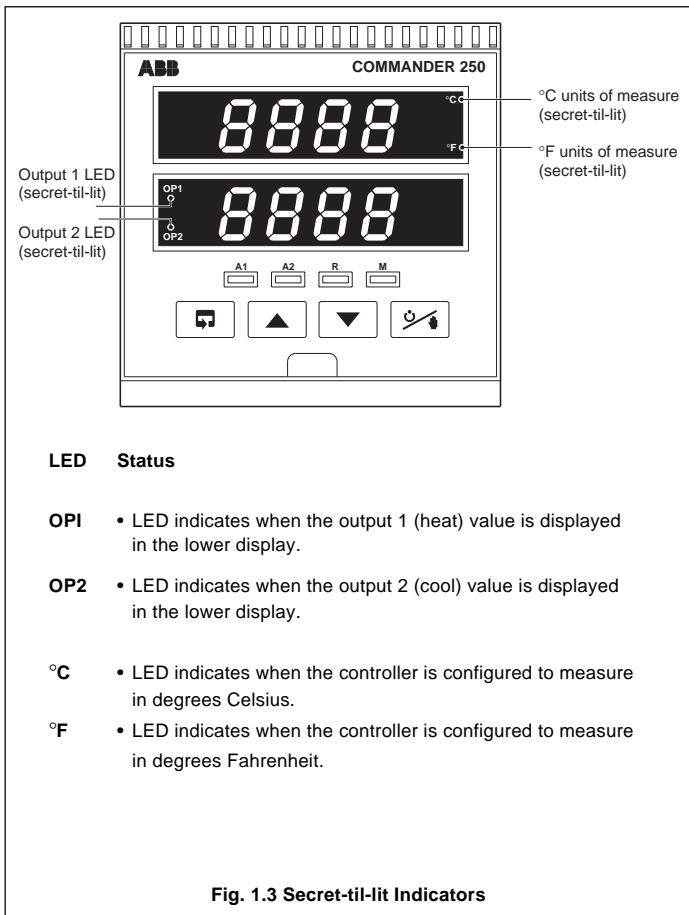 ABB
COMMANDER 250
8888
°C
°F
°C units of measure
(secret-til-lit)
°F units of measure
(secret-til-lit)
Output 1 LED
(secret-til-lit)
Output 2 LED
(secret-til-lit)
OP1
OP2
8888
A1 A2 R M
LED Status
OPI • LED indicates when the output 1 (heat) value is displayed
in the lower display.
OP2 • LED indicates when the output 2 (cool) value is displayed
in the lower display.
°C • LED indicates when the controller is configured to measure
in degrees Celsius.
°F • LED indicates when the controller is configured to measure
in degrees Fahrenheit.
Fig. 1.3 Secret-til-lit Indicators